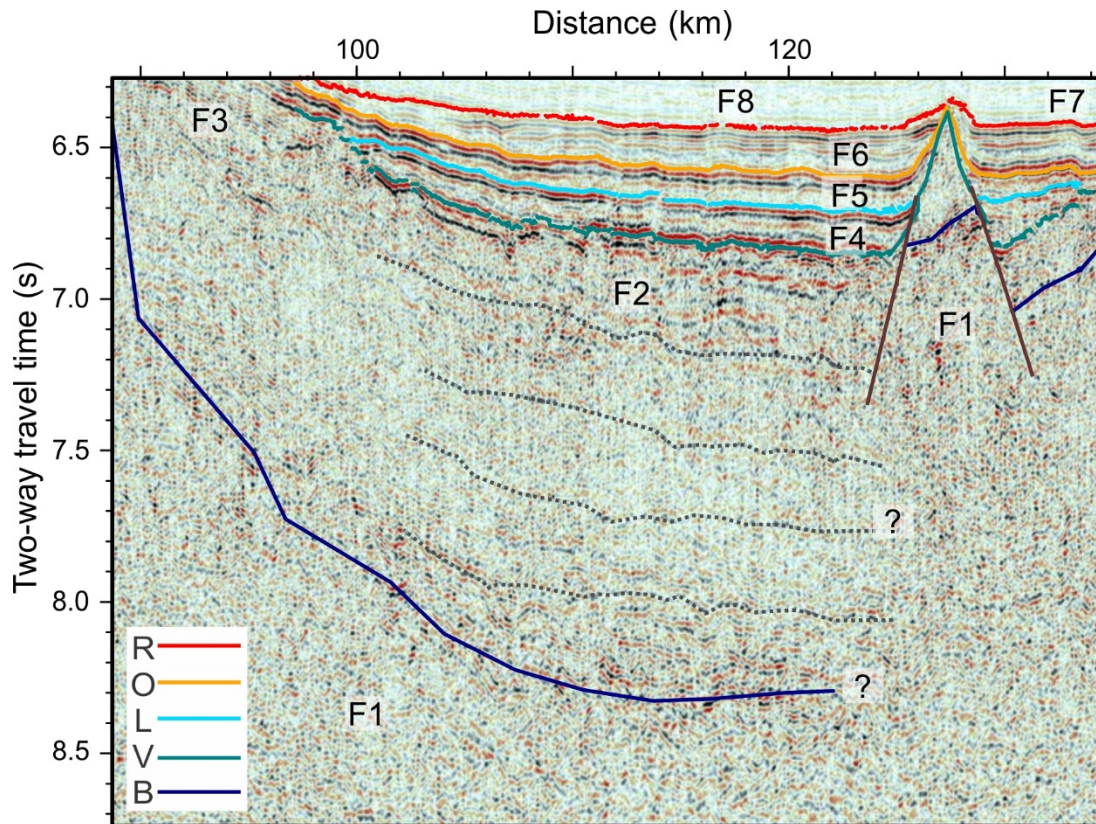 Distance (km)
100 120
F8 F7
F3
6.5
F6
F5
F4
7.0
F2
F1
7.5
?
8.0
?
F1
8.5
Two-way travel time (s)
R
O
L
V
B